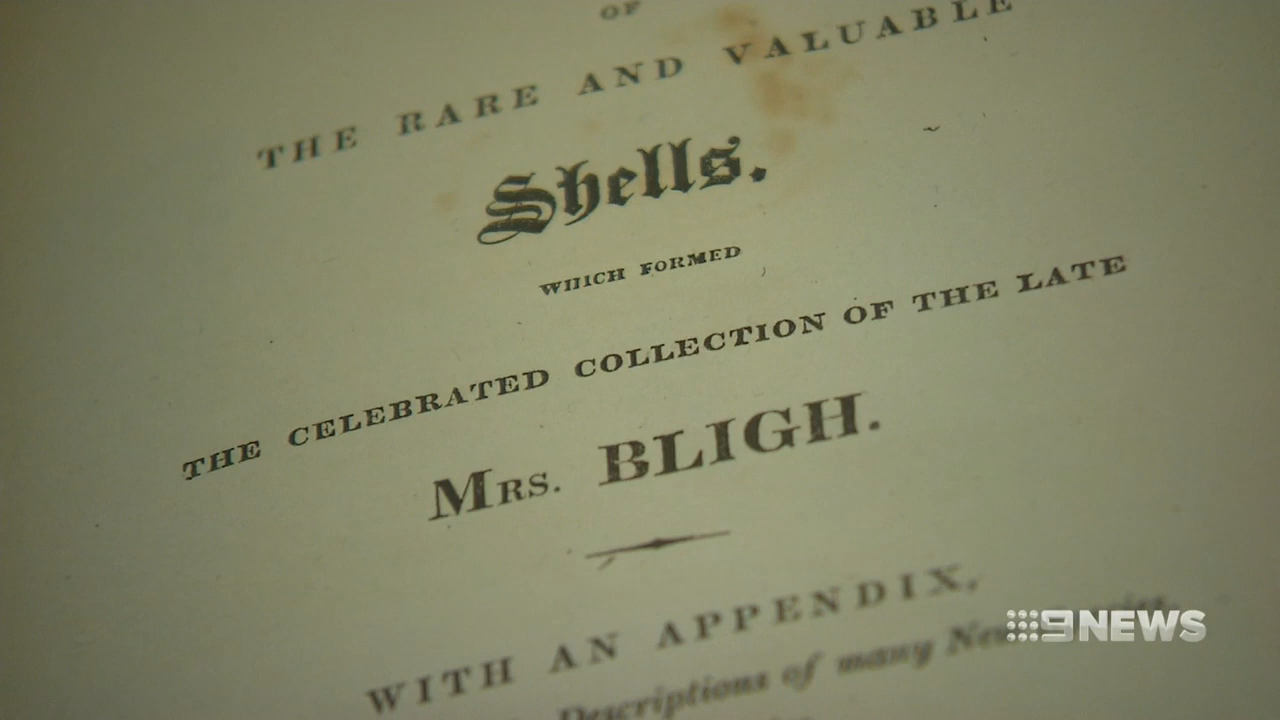 OF
THE RARE AND VALUABLE
Shells.
WHICH FORMED
THE CELEBRATED COLLECTION OF THE LATE
MRS. BLIGH.
WITH AN APPENDIX,
Descriptions of many New
9NEWS